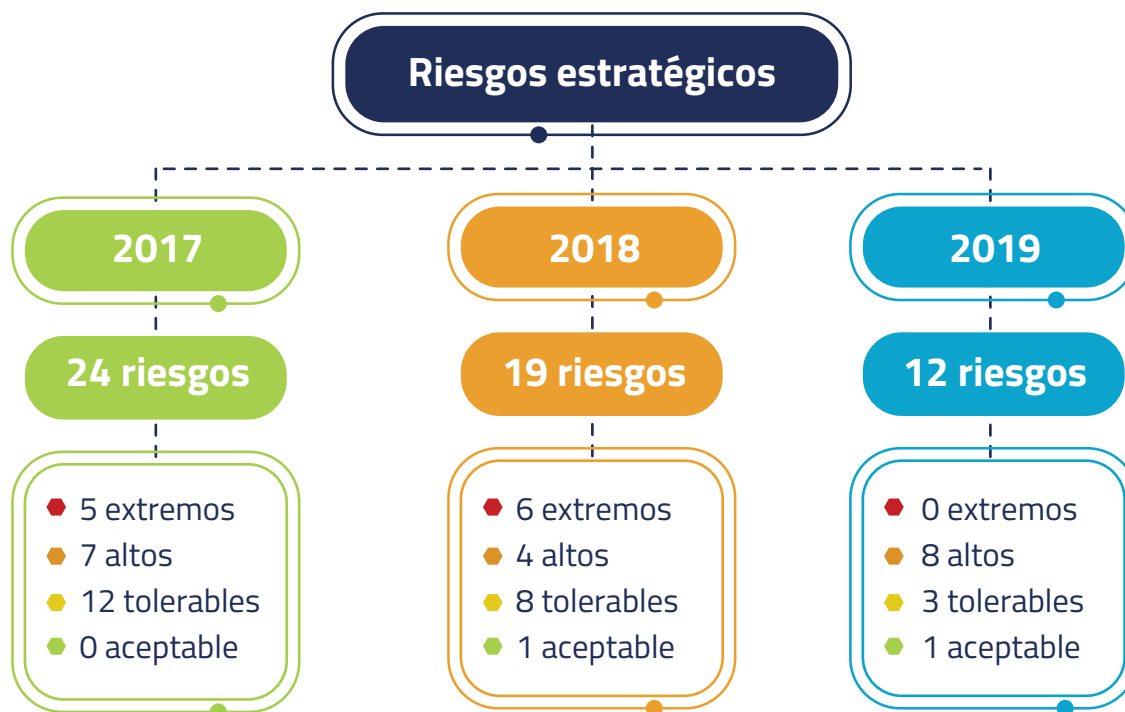 Riesgos estratégicos
2017
24 riesgos
5 extremos
7 altos
12 tolerables
0 aceptable
2018
19 riesgos
6 extremos
4 altos
8 tolerables
1 aceptable
2019
12 riesgos
0 extremos
8 altos
3 tolerables
1 aceptable